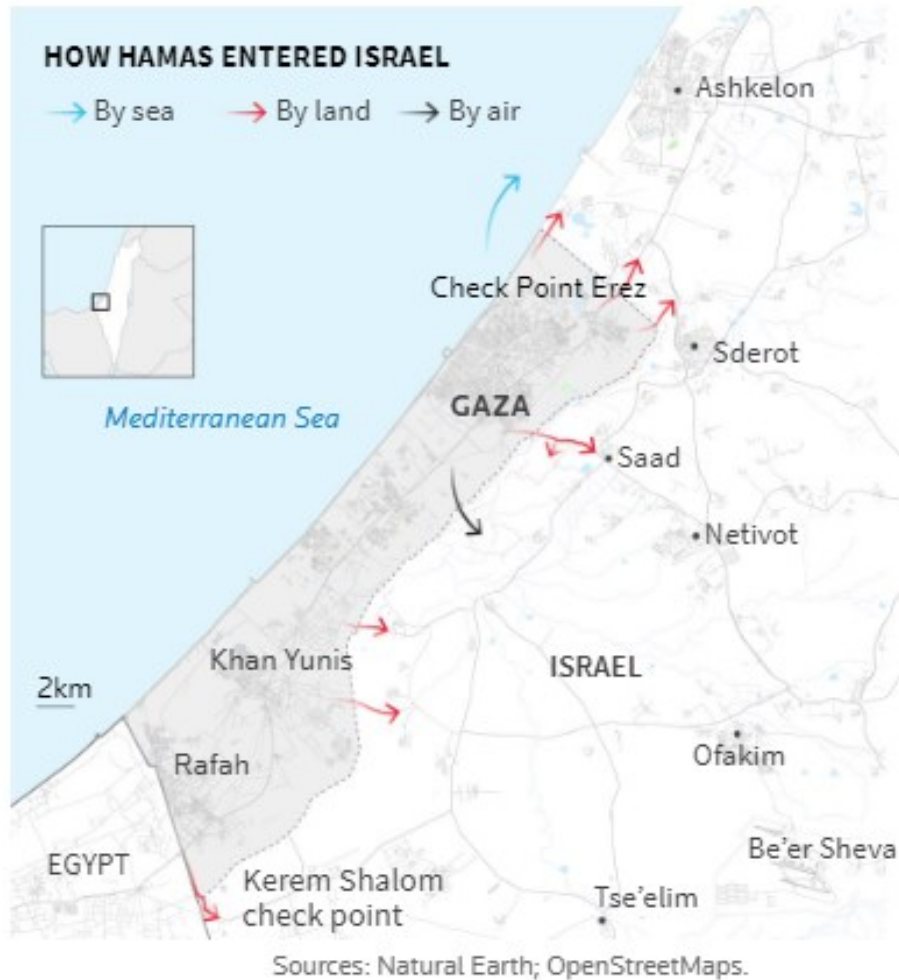 HOW HAMAS ENTERED ISRAEL
By sea By land By air
Ashkelon
Check Point Erez
Sderot
Mediterranean Sea
GAZA
Saad
Netivot
Khan Yunis
ISRAEL
2km
Rafah
Ofakim
EGYPT
Be'er Sheva
Kerem Shalom
check point
Tse'elim
Sources: Natural Earth; OpenStreetMaps.